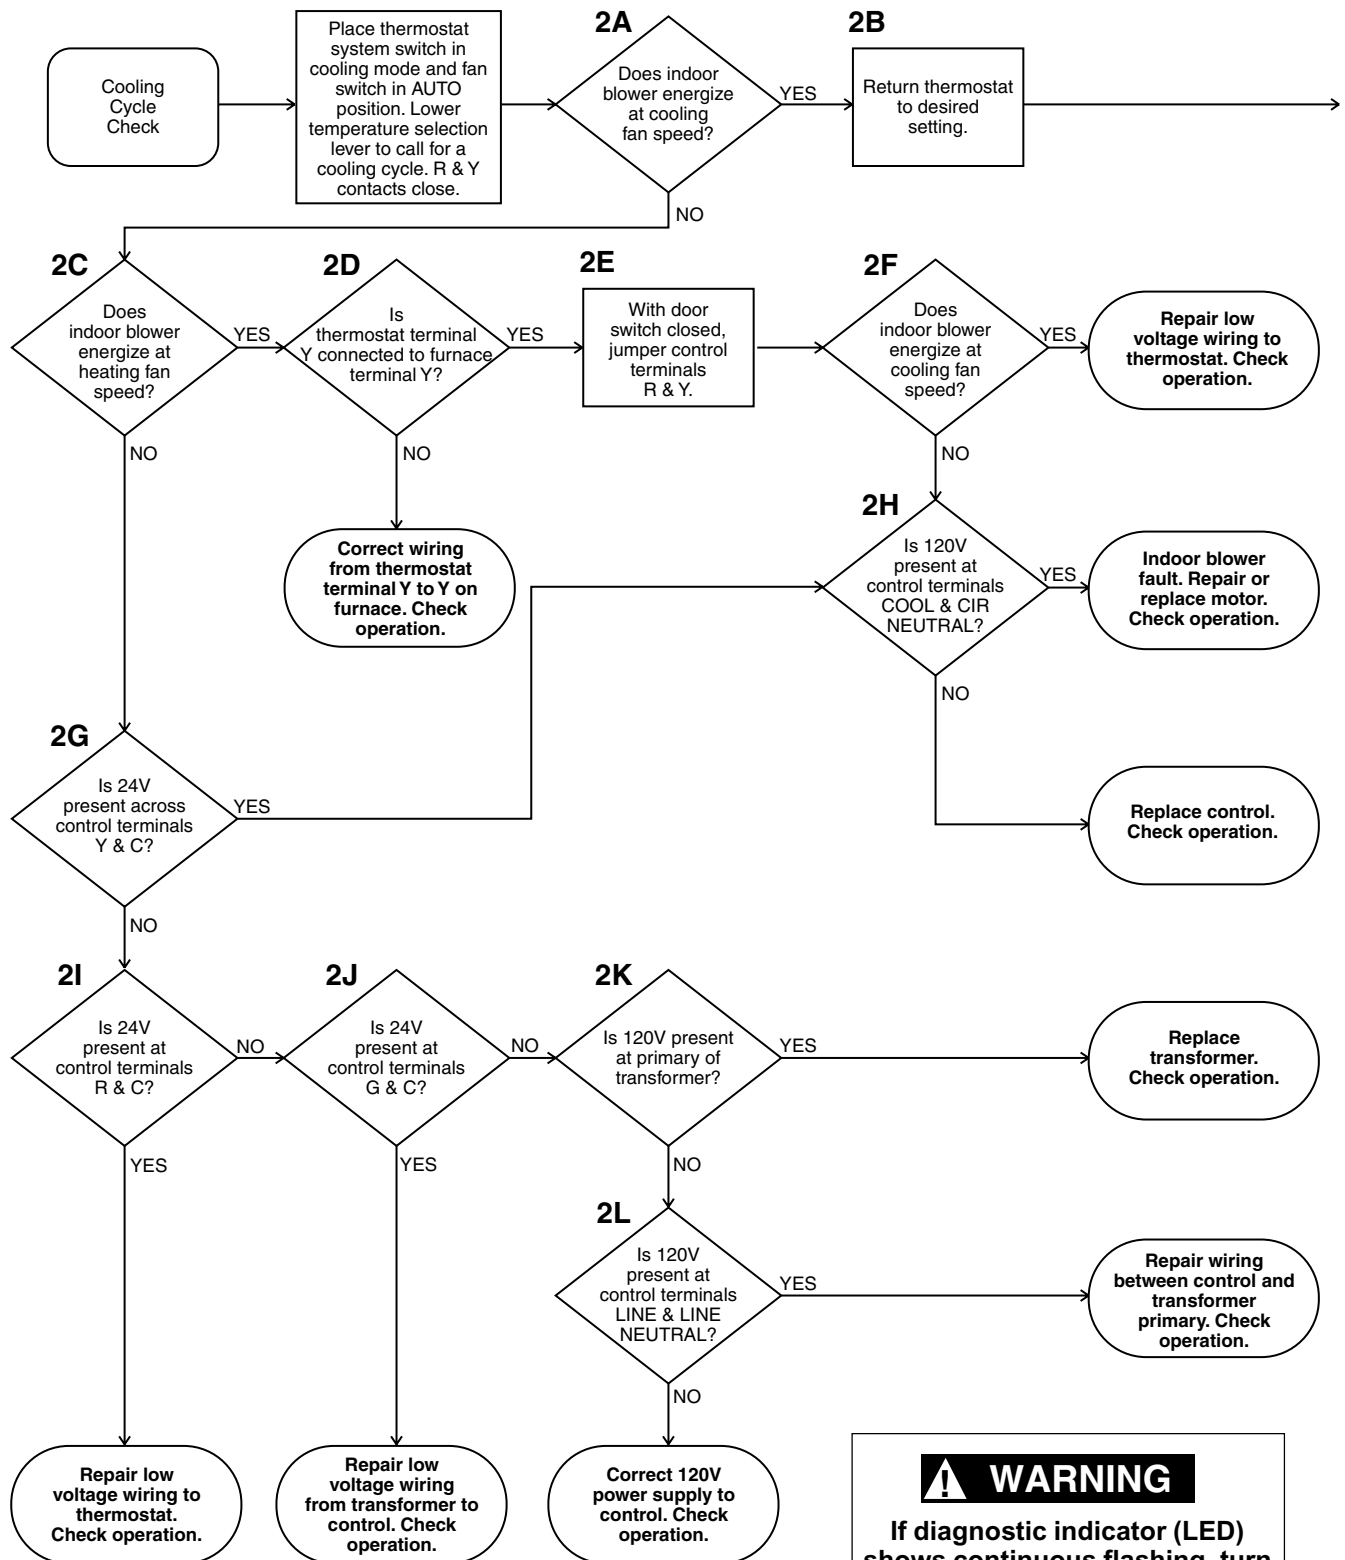 2A
2B
Cooling
Cycle
Check
Place thermostat
system switch in
cooling mode and fan
switch in AUTO
position. Lower
temperature selection
lever to call for a
cooling cycle. R & Y
contacts close.
Does indoor
blower energize
at cooling
fan speed?
YES
Return thermostat
to desired
setting.
NO
2C
Does
indoor blower
energize at
heating fan
speed?
YES
NO
2D
Is
thermostat terminal
Y connected to furnace
terminal Y?
YES
NO
2E
With door
switch closed,
jumper control
terminals
R & Y.
2F
Does
indoor blower
energize at
cooling fan
speed?
YES
NO
Repair low
voltage wiring to
thermostat. Check
operation.
Correct wiring
from thermostat
terminal Y to Y on
furnace. Check
operation.
2H
Is 120V
present at
control terminals
COOL & CIR
NEUTRAL?
YES
NO
Indoor blower
fault. Repair or
replace motor.
Check operation.
2G
Is 24V
present across
control terminals
Y & C?
YES
NO
Replace control.
Check operation.
2I
Is 24V
present at
control terminals
R & C?
NO
YES
2J
Is 24V
present at
control terminals
G & C?
NO
YES
2K
Is 120V present
at primary of
transformer?
YES
NO
Replace
transformer.
Check operation.
2L
Is 120V
present at
control terminals
LINE & LINE
NEUTRAL?
YES
NO
Repair wiring
between control and
transformer
primary. Check
operation.
Repair low
voltage wiring to
thermostat.
Check operation.
Repair low
voltage wiring
from transformer to
control. Check
operation.
Correct 120V
power supply to
control. Check
operation.
WARNING
If diagnostic indicator (LED)
shows continuous flashing, turn